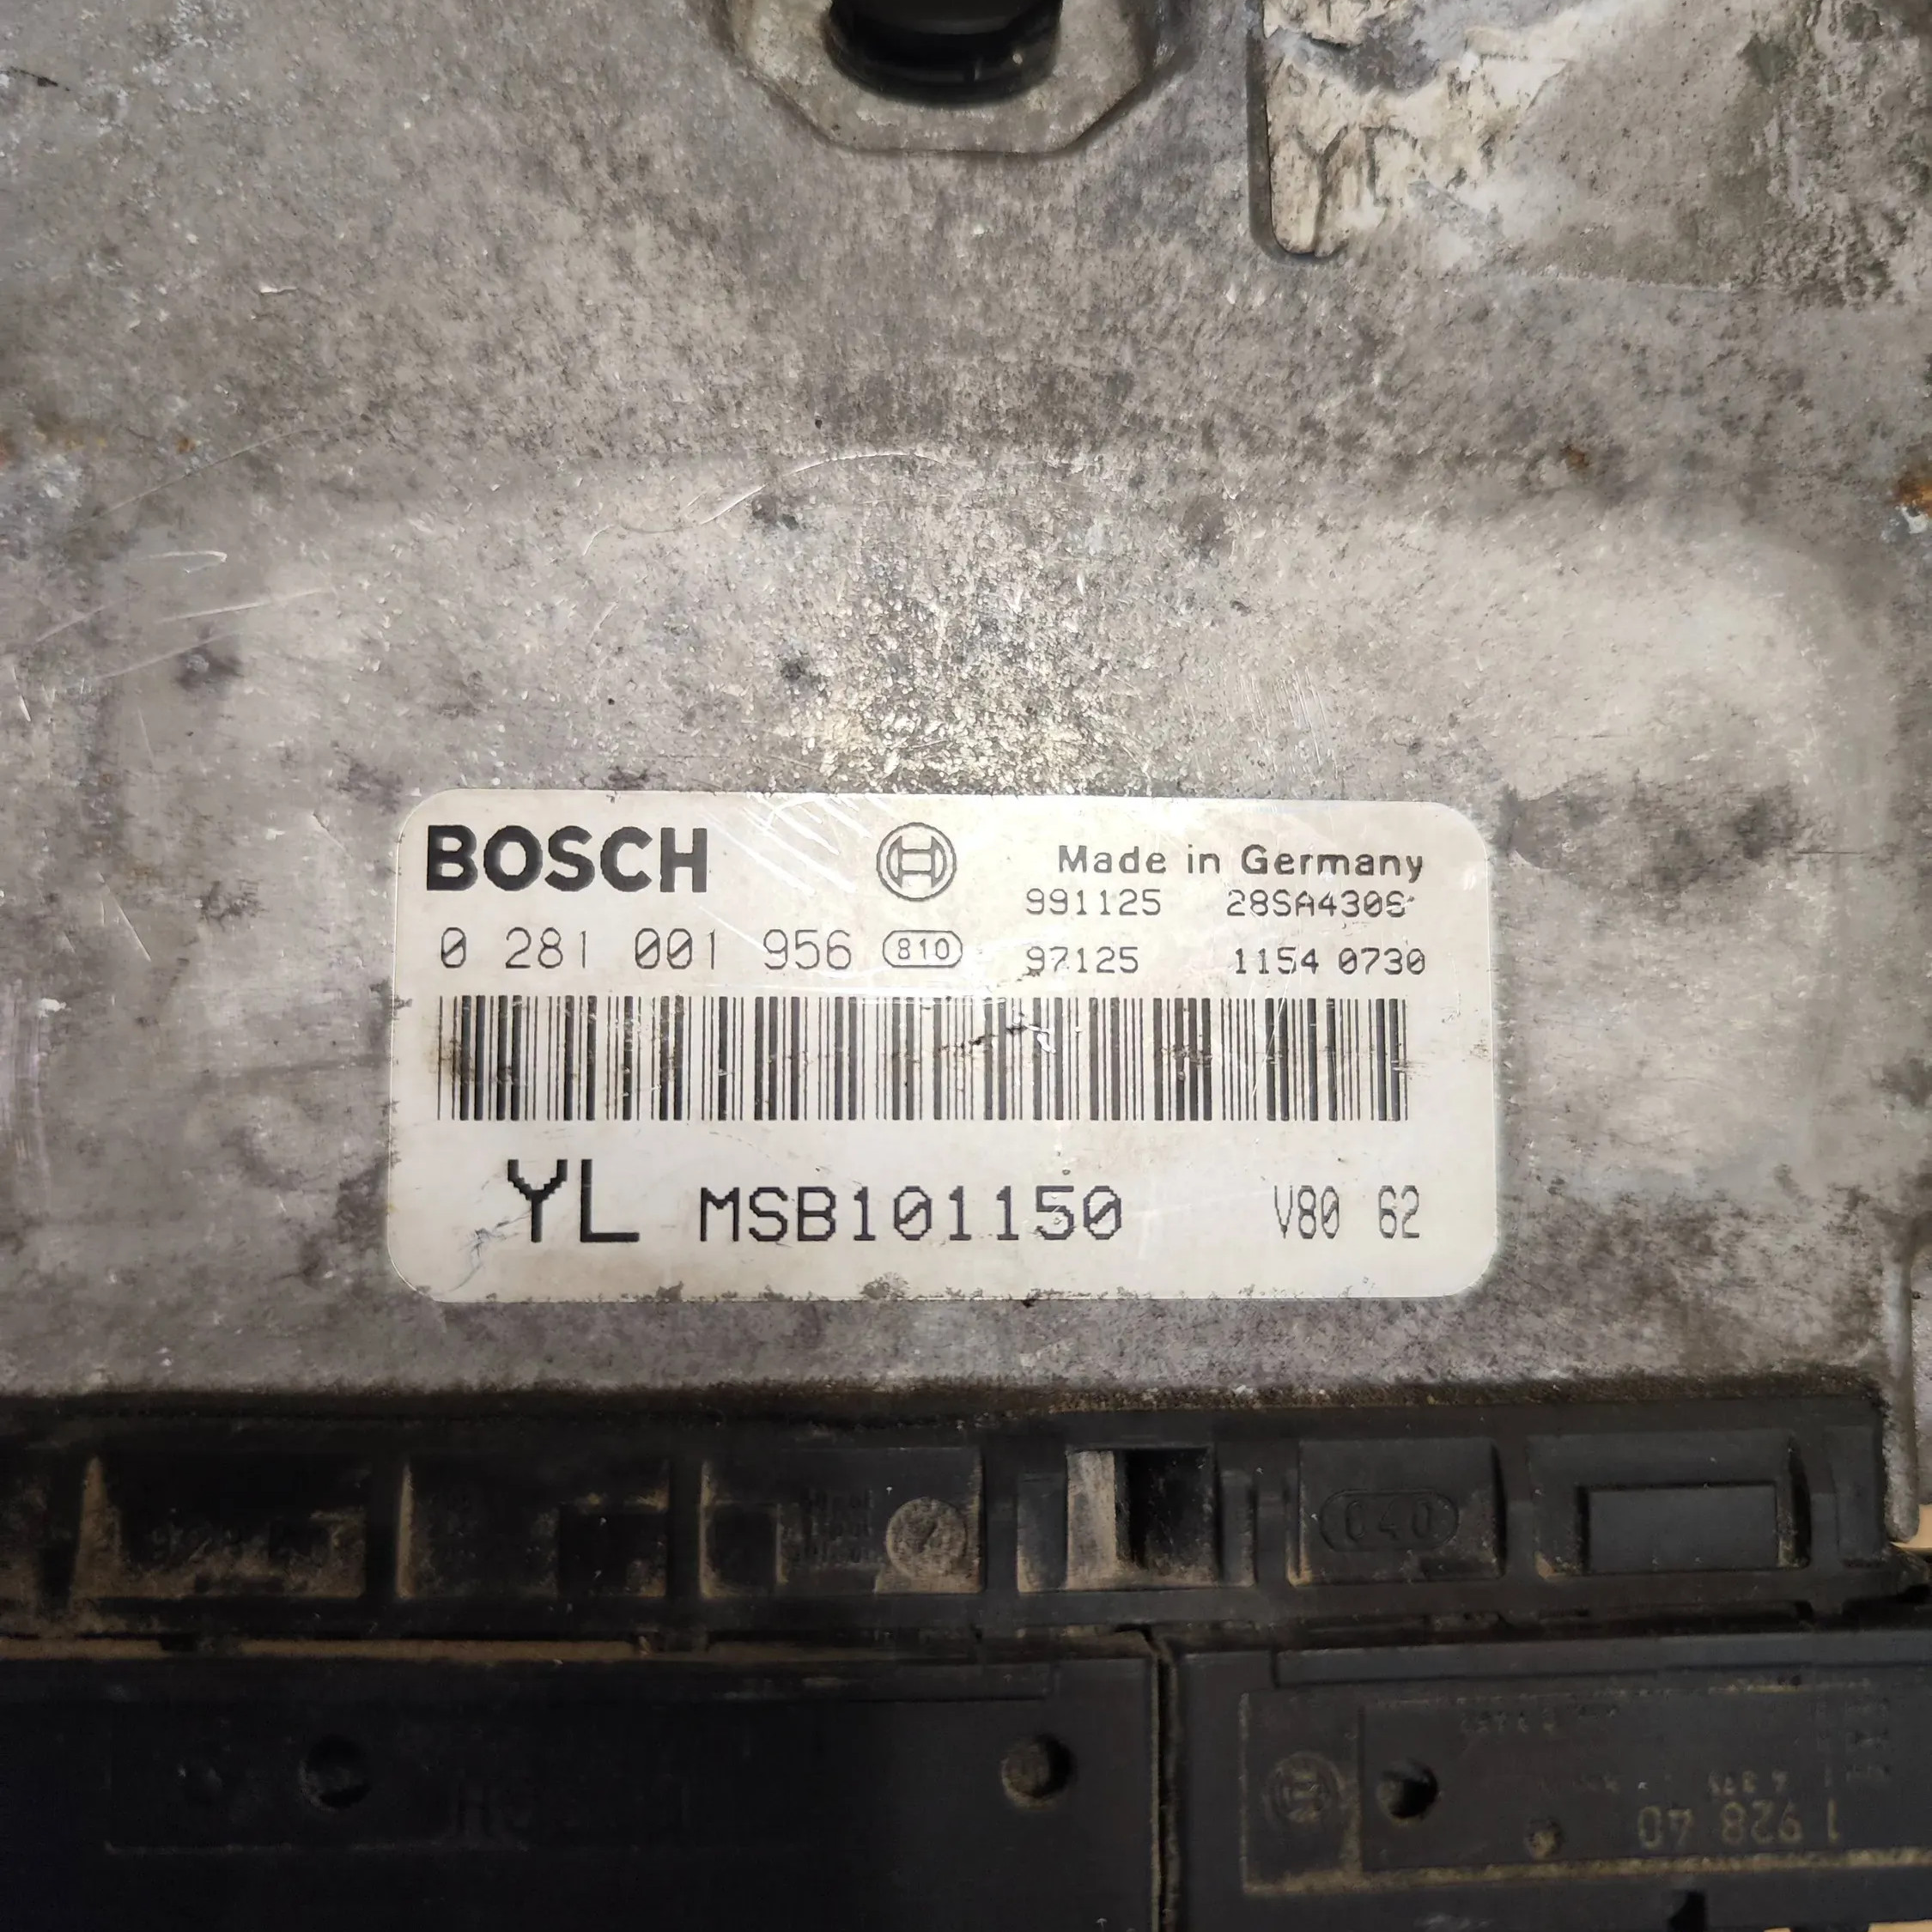 BOSCH
Made in Germany
991125 28SA4306
0 281 001 956 810
97125 1154 0730
YL MSB101150 V80 62
040
1 928 40